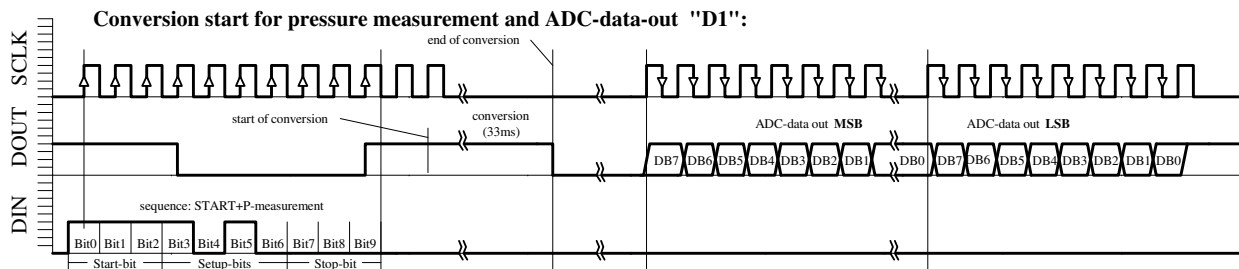 Conversion start for pressure measurement and ADC-data-out "D1":
end of conversion
SCLK
start of conversion
conversion
(33ms)
ADC-data out MSB
ADC-data out LSB
DOUT
DB7 DB6 DB5 DB4 DB3 DB2 DB1 DB0 DB7 DB6 DB5 DB4 DB3 DB2 DB1 DB0
sequence: START+P-measurement
DIN
Bit0 Bit1 Bit2 Bit3 Bit4 Bit5 Bit6 Bit7 Bit8 Bit9
Start-bit Setup-bits Stop-bit